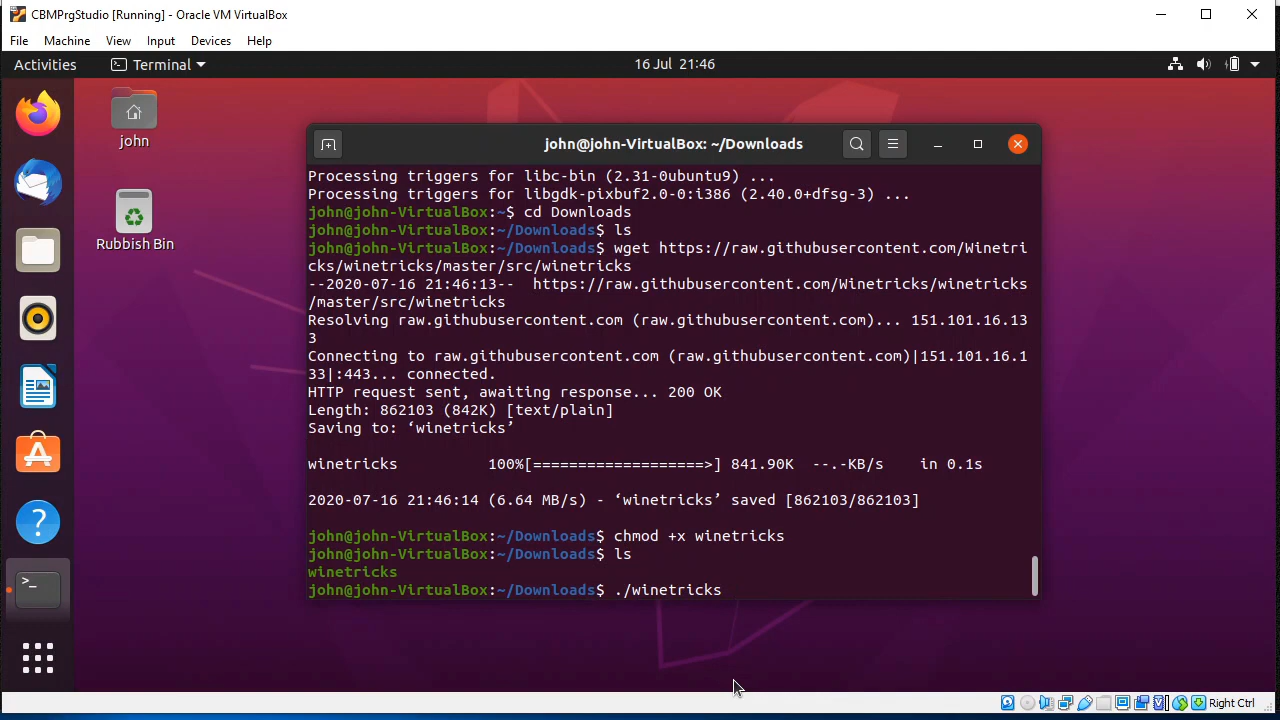 CBMPrgStudio [Running] - Oracle VM VirtualBox
File Machine View Input Devices Help
Activities Terminal 16 Jul 21:46
john
Rubbish Bin
john@john-VirtualBox: ~/Downloads
Processing triggers for libc-bin (2.31-0ubuntu9) ...
Processing triggers for libgdk-pixbuf2.0-0:i386 (2.40.0+dfsg-3) ...
john@john-VirtualBox:~$ cd Downloads
john@john-VirtualBox:~/Downloads$ ls
john@john-VirtualBox:~/Downloads$ wget https://raw.githubusercontent.com/Winetri
cks/winetricks/master/src/winetricks
--2020-07-16 21:46:13-- https://raw.githubusercontent.com/Winetricks/winetricks
/master/src/winetricks
Resolving raw.githubusercontent.com (raw.githubusercontent.com)... 151.101.16.13
3
Connecting to raw.githubusercontent.com (raw.githubusercontent.com)|151.101.16.1
33|:443... connected.
HTTP request sent, awaiting response... 200 OK
Length: 862103 (842K) [text/plain]
Saving to: ‘winetricks’
winetricks 100%[===================>] 841.90K --.-KB/s in 0.1s
2020-07-16 21:46:14 (6.64 MB/s) - ‘winetricks’ saved [862103/862103]
john@john-VirtualBox:~/Downloads$ chmod +x winetricks
john@john-VirtualBox:~/Downloads$ ls
winetricks
john@john-VirtualBox:~/Downloads$ ./winetricks
Right Ctrl